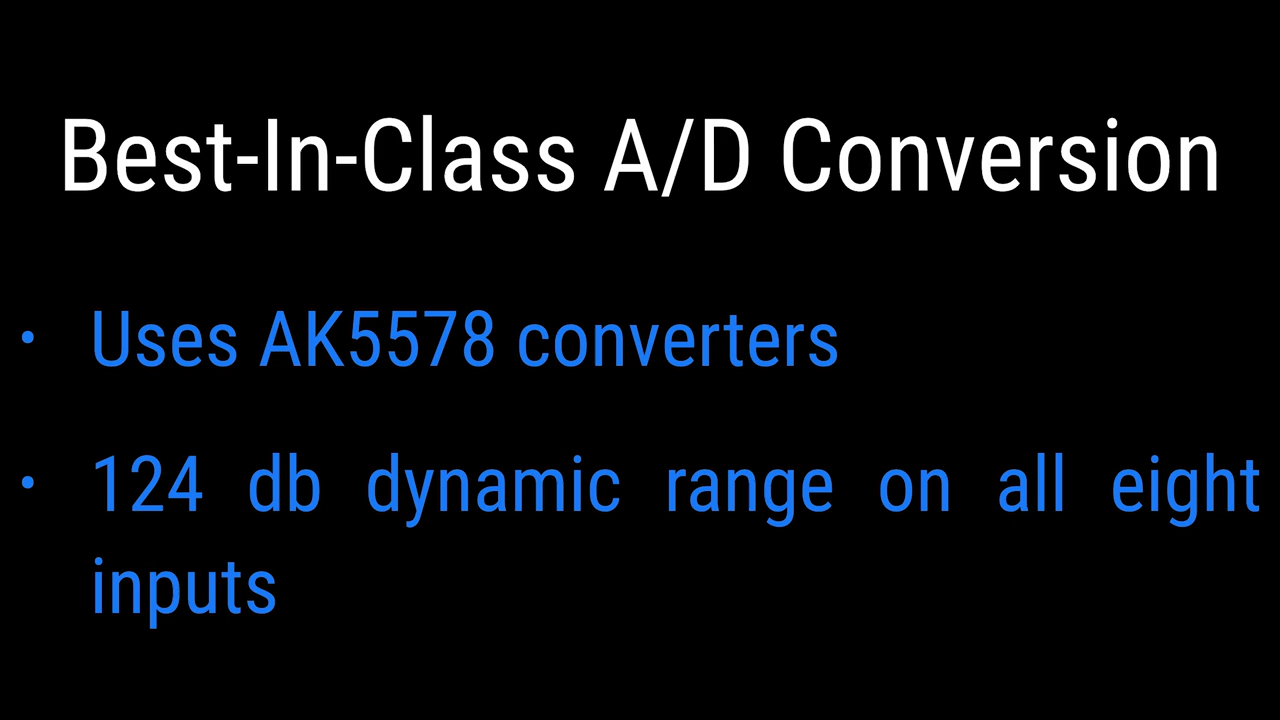 Best-In-Class A/D Conversion
• Uses AK5578 converters
• 124 db dynamic range on all eight
inputs